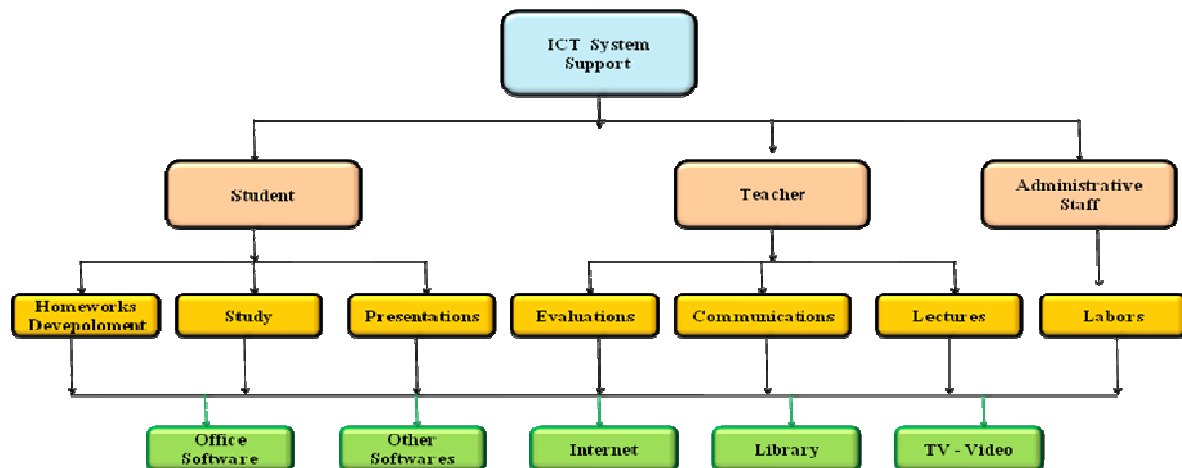 ICT System
Support
Student
Teacher
Administrative
Staff
Homeworks
Devepoloment
Study
Presentations
Evaluations
Communications
Lectures
Labors
Office
Software
Other
Softwares
Internet
Library
TV - Video